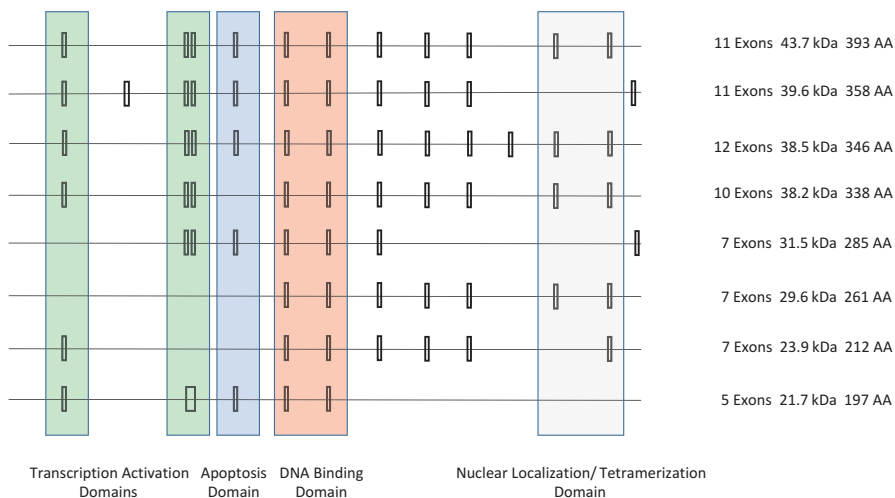 11 Exons 43.7 kDa 393 AA
11 Exons 39.6 kDa 358 AA
12 Exons 38.5 kDa 346 AA
10 Exons 38.2 kDa 338 AA
7 Exons 31.5 kDa 285 AA
7 Exons 29.6 kDa 261 AA
7 Exons 23.9 kDa 212 AA
5 Exons 21.7 kDa 197 AA
Transcription Activation
Domains
Apoptosis
Domain
DNA Binding
Domain
Nuclear Localization/Tetramerization
Domain